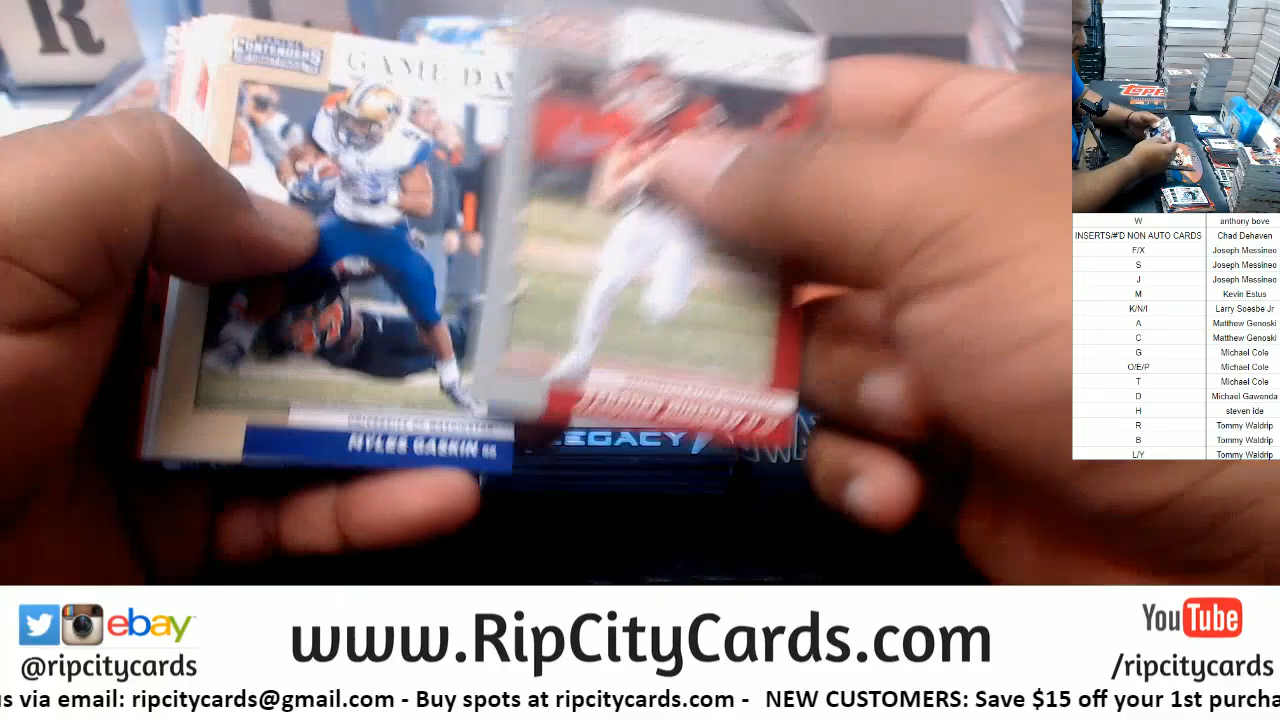 R
CONTENDERS
GAME DA
MYLES GASKIN
LEGACY
TOPPS
W anthony bove
INSERTS/#'D NON AUTO CARDS Chad Dehaven
F/X Joseph Messineo
S Joseph Messineo
J Joseph Messineo
M Kevin Estus
K/N/I Larry Soesbe Jr
A Matthew Genoski
C Matthew Genoski
G Michael Cole
O/E/P Michael Cole
T Michael Cole
D Michael Gawenda
H steven ide
R Tommy Waldrip
B Tommy Waldrip
L/Y Tommy Waldrip
ebay
@ripcitycards
www.RipCityCards.com
YouTube
/ripcitycards
s via email: ripcitycards@gmail.com - Buy spots at ripcitycards.com - NEW CUSTOMERS: Save $15 off your 1st purcha